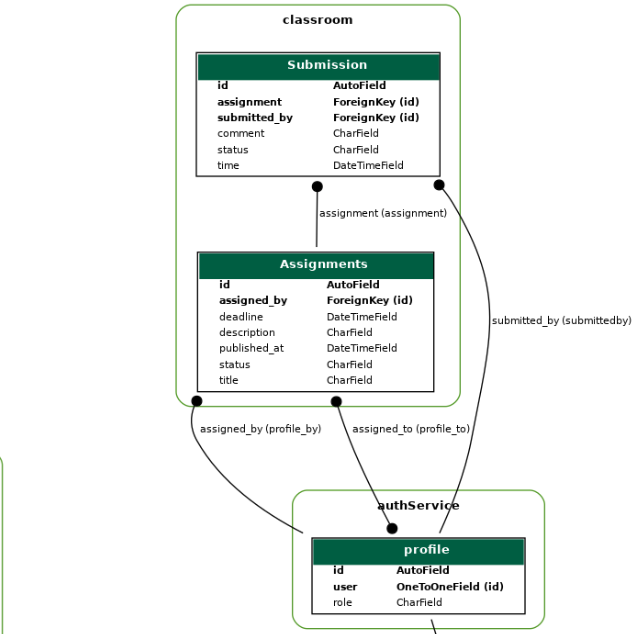 classroom
Submission
id AutoField
assignment ForeignKey (id)
submitted_by ForeignKey (id)
comment CharField
status CharField
time DateTimeField
assignment (assignment)
Assignments
id AutoField
assigned_by ForeignKey (id)
deadline DateTimeField
description CharField
published_at DateTimeField
status CharField
title CharField
submitted_by (submittedby)
assigned_by (profile_by)
assigned_to (profile_to)
authService
profile
id AutoField
user OneToOneField (id)
role CharField